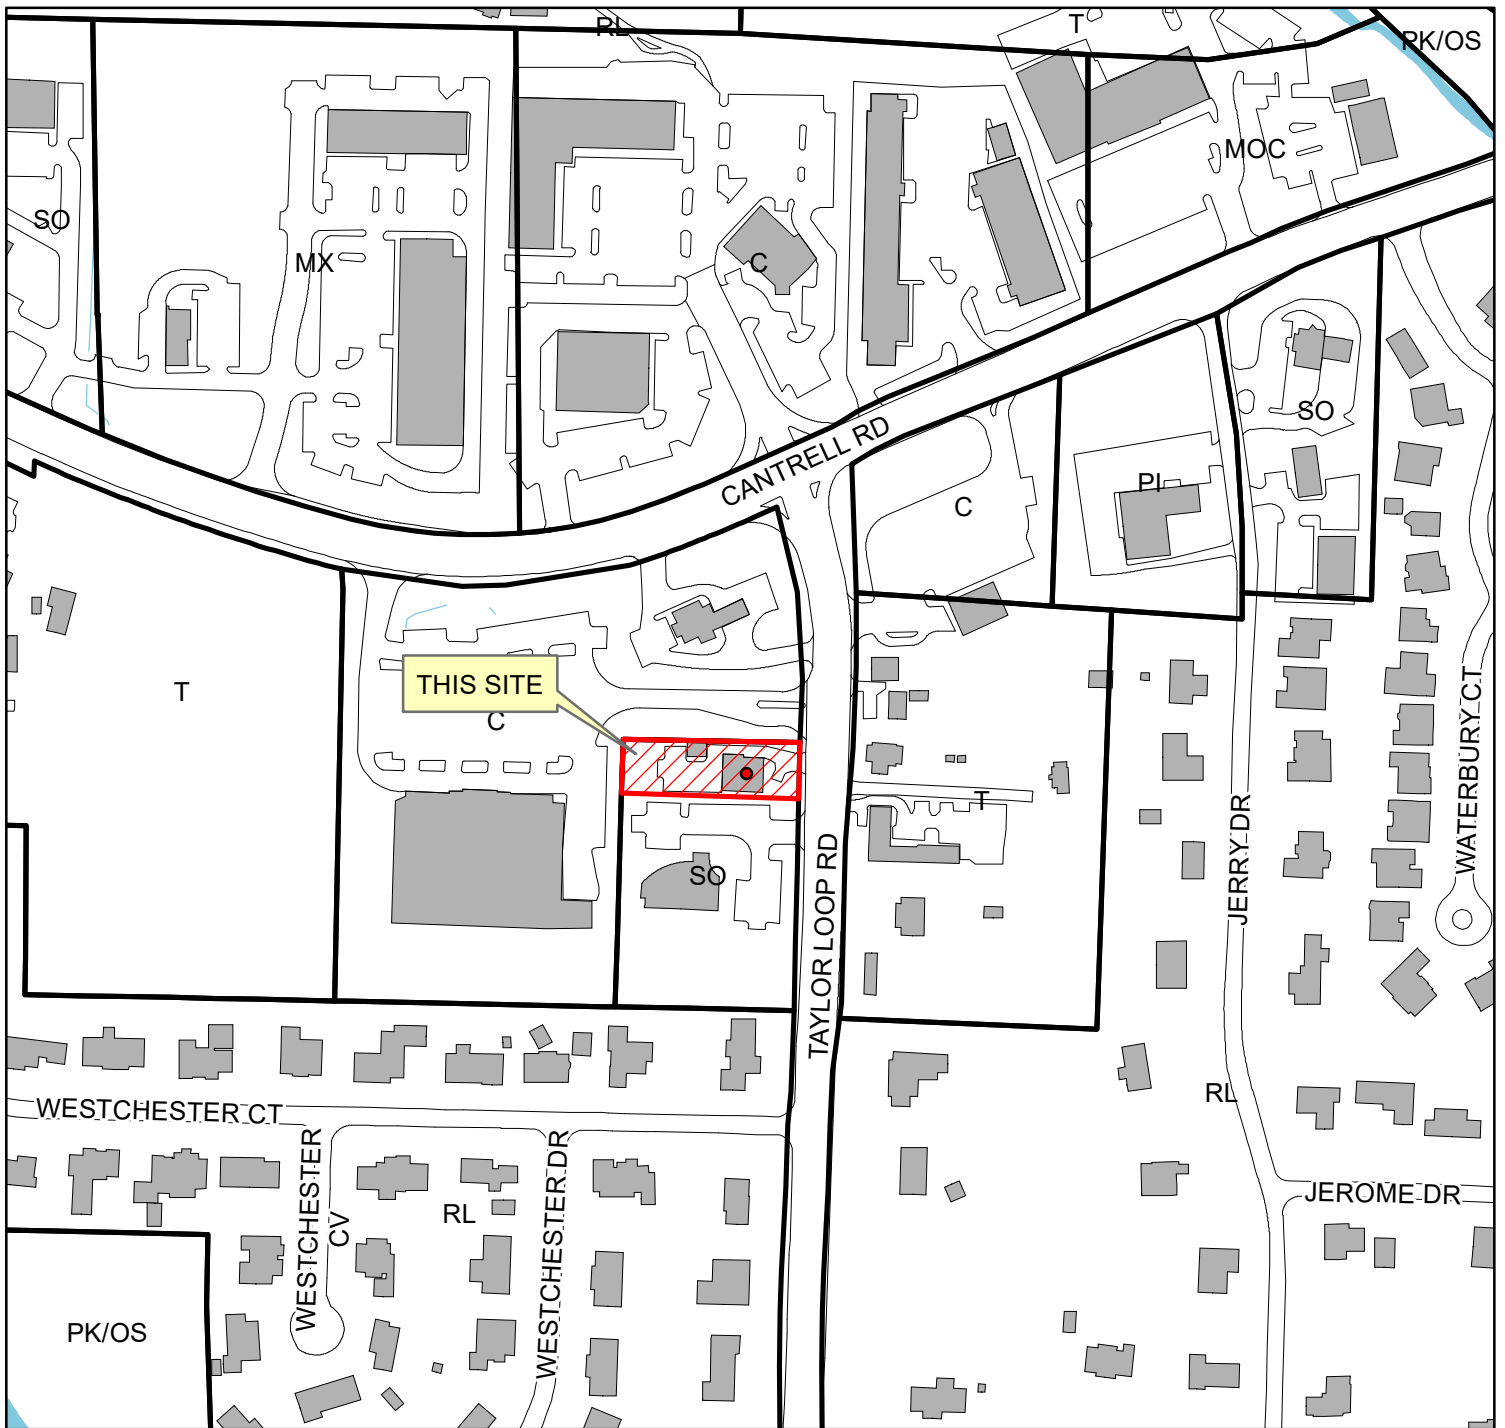 RL
T
PK/OS
MOC
SO
MX
C
SO
CANTRELL RD
PI
C
THIS SITE
T
C
WATERBURY CT
T
JERRY DR
SO
TAYLOR LOOP RD
RL
WESTCHESTER CT
WESTCHESTER
CV
WESTCHESTER DR
JEROME DR
RL
PK/OS